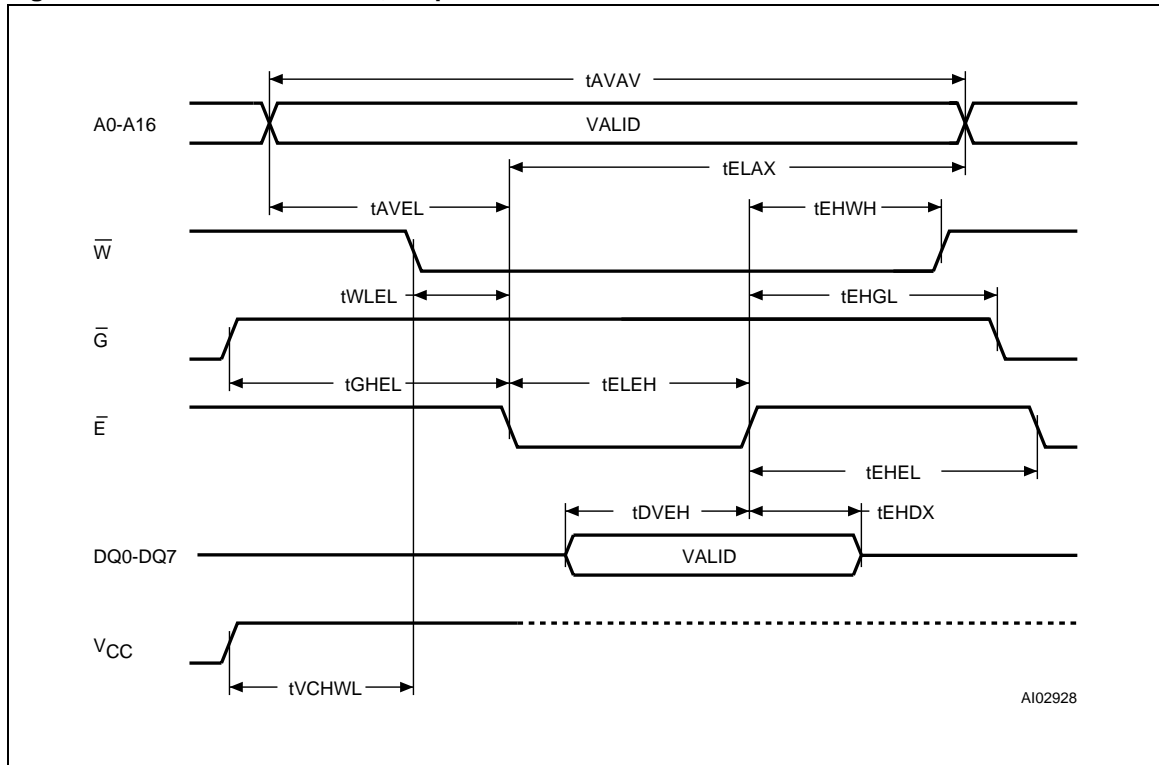 tAVAV
A0-A16
VALID
tELAX
tAVEL
tEHWH
W̅
tWLEL
tEHGL
G̅
tGHEL
tELEH
E̅
tEHEL
tDVEH
tEHDX
DQ0-DQ7
VALID
VCC
tVCHWL
AI02928